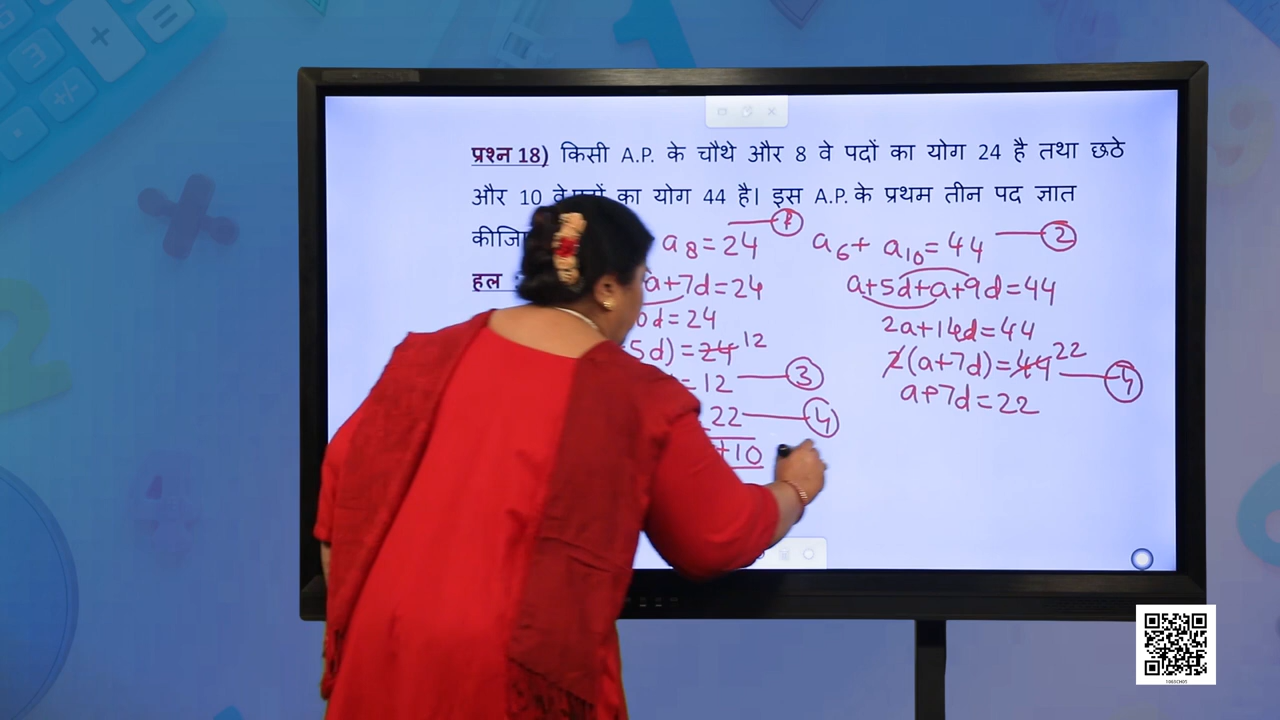 प्रश्न 18) किसी A.P. के चौथे और 8 वे पदों का योग 24 है तथा छठे
और 10 वे का योग 44 है। इस A.P. के प्रथम तीन पद ज्ञात
a8 = 24 1 a6 + a10 = 44 2
हल : a+7d = 24 a+5d+a+9d = 44
d = 24 2a+14d = 44
5d) = 24 12 2(a+7d) = 44 22 4
= 12 3 a+7d = 22
22 4
+10